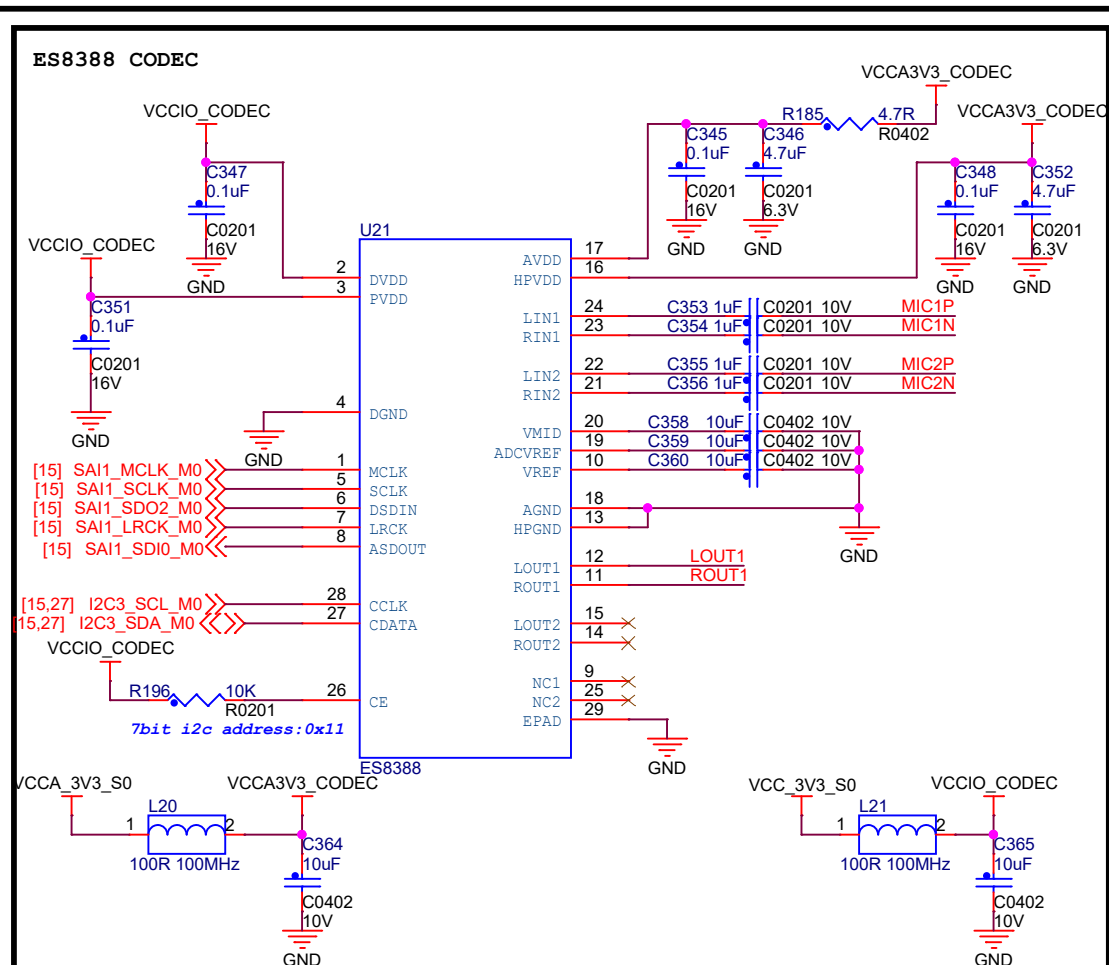 ES8388 CODEC
VCCA3V3_CODEC
VCCIO_CODEC
R185 4.7R
R0402
VCCA3V3_CODEC
C347
0.1uF
C0201
16V
GND
C345
0.1uF
C0201
16V
GND
C346
4.7uF
C0201
6.3V
GND
C348
0.1uF
C0201
16V
GND
C352
4.7uF
C0201
6.3V
GND
VCCIO_CODEC
C351
0.1uF
C0201
16V
GND
U21
2 DVDD
3 PVDD
4 DGND
GND
[15] SAI1_MCLK_M0 1 MCLK
[15] SAI1_SCLK_M0 5 SCLK
[15] SAI1_SDO2_M0 6 DSDIN
[15] SAI1_LRCK_M0 7 LRCK
[15] SAI1_SDI0_M0 8 ASDOUT
[15,27] I2C3_SCL_M0 28 CCLK
15,27] I2C3_SDA_M0 27 CDATA
VCCIO_CODEC
R196 10K 26 CE
R0201
7bit i2c address:0x11
ES8388
AVDD 17
HPVDD 16
LIN1 24 C353 1uF C0201 10V MIC1P
RIN1 23 C354 1uF C0201 10V MIC1N
LIN2 22 C355 1uF C0201 10V MIC2P
RIN2 21 C356 1uF C0201 10V MIC2N
VMID 20 C358 10uF C0402 10V
ADCVREF 19 C359 10uF C0402 10V
VREF 10 C360 10uF C0402 10V
AGND 18
HPGND 13
GND
LOUT1 12 LOUT1
ROUT1 11 ROUT1
LOUT2 15
ROUT2 14
NC1 9
NC2 25
EPAD 29
GND
VCCA_3V3_S0
VCCA3V3_CODEC
L20
1 2
100R 100MHz
C364
10uF
C0402
10V
GND
VCC_3V3_S0
VCCIO_CODEC
L21
1 2
100R 100MHz
C365
10uF
C0402
10V
GND